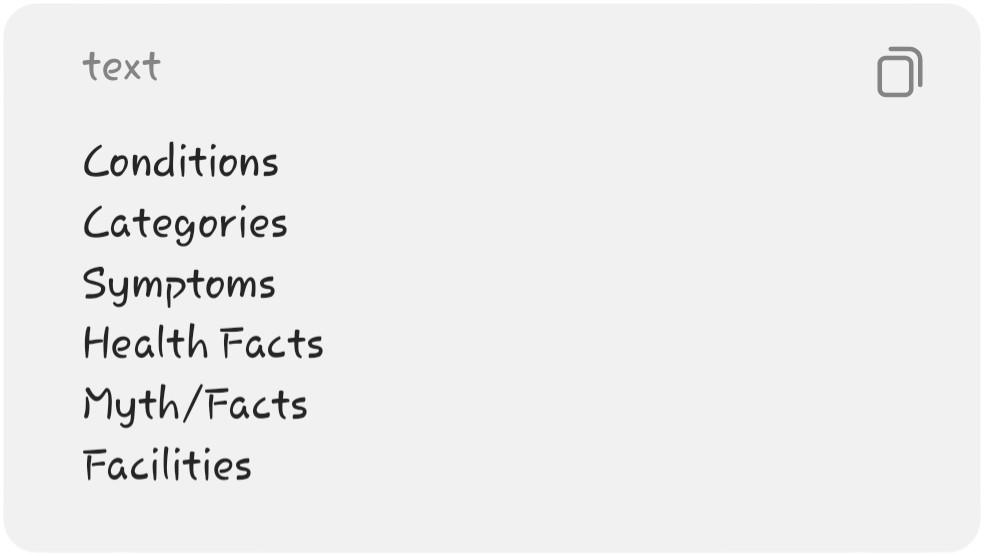 text
Conditions
Categories
Symptoms
Health Facts
Myth/Facts
Facilities